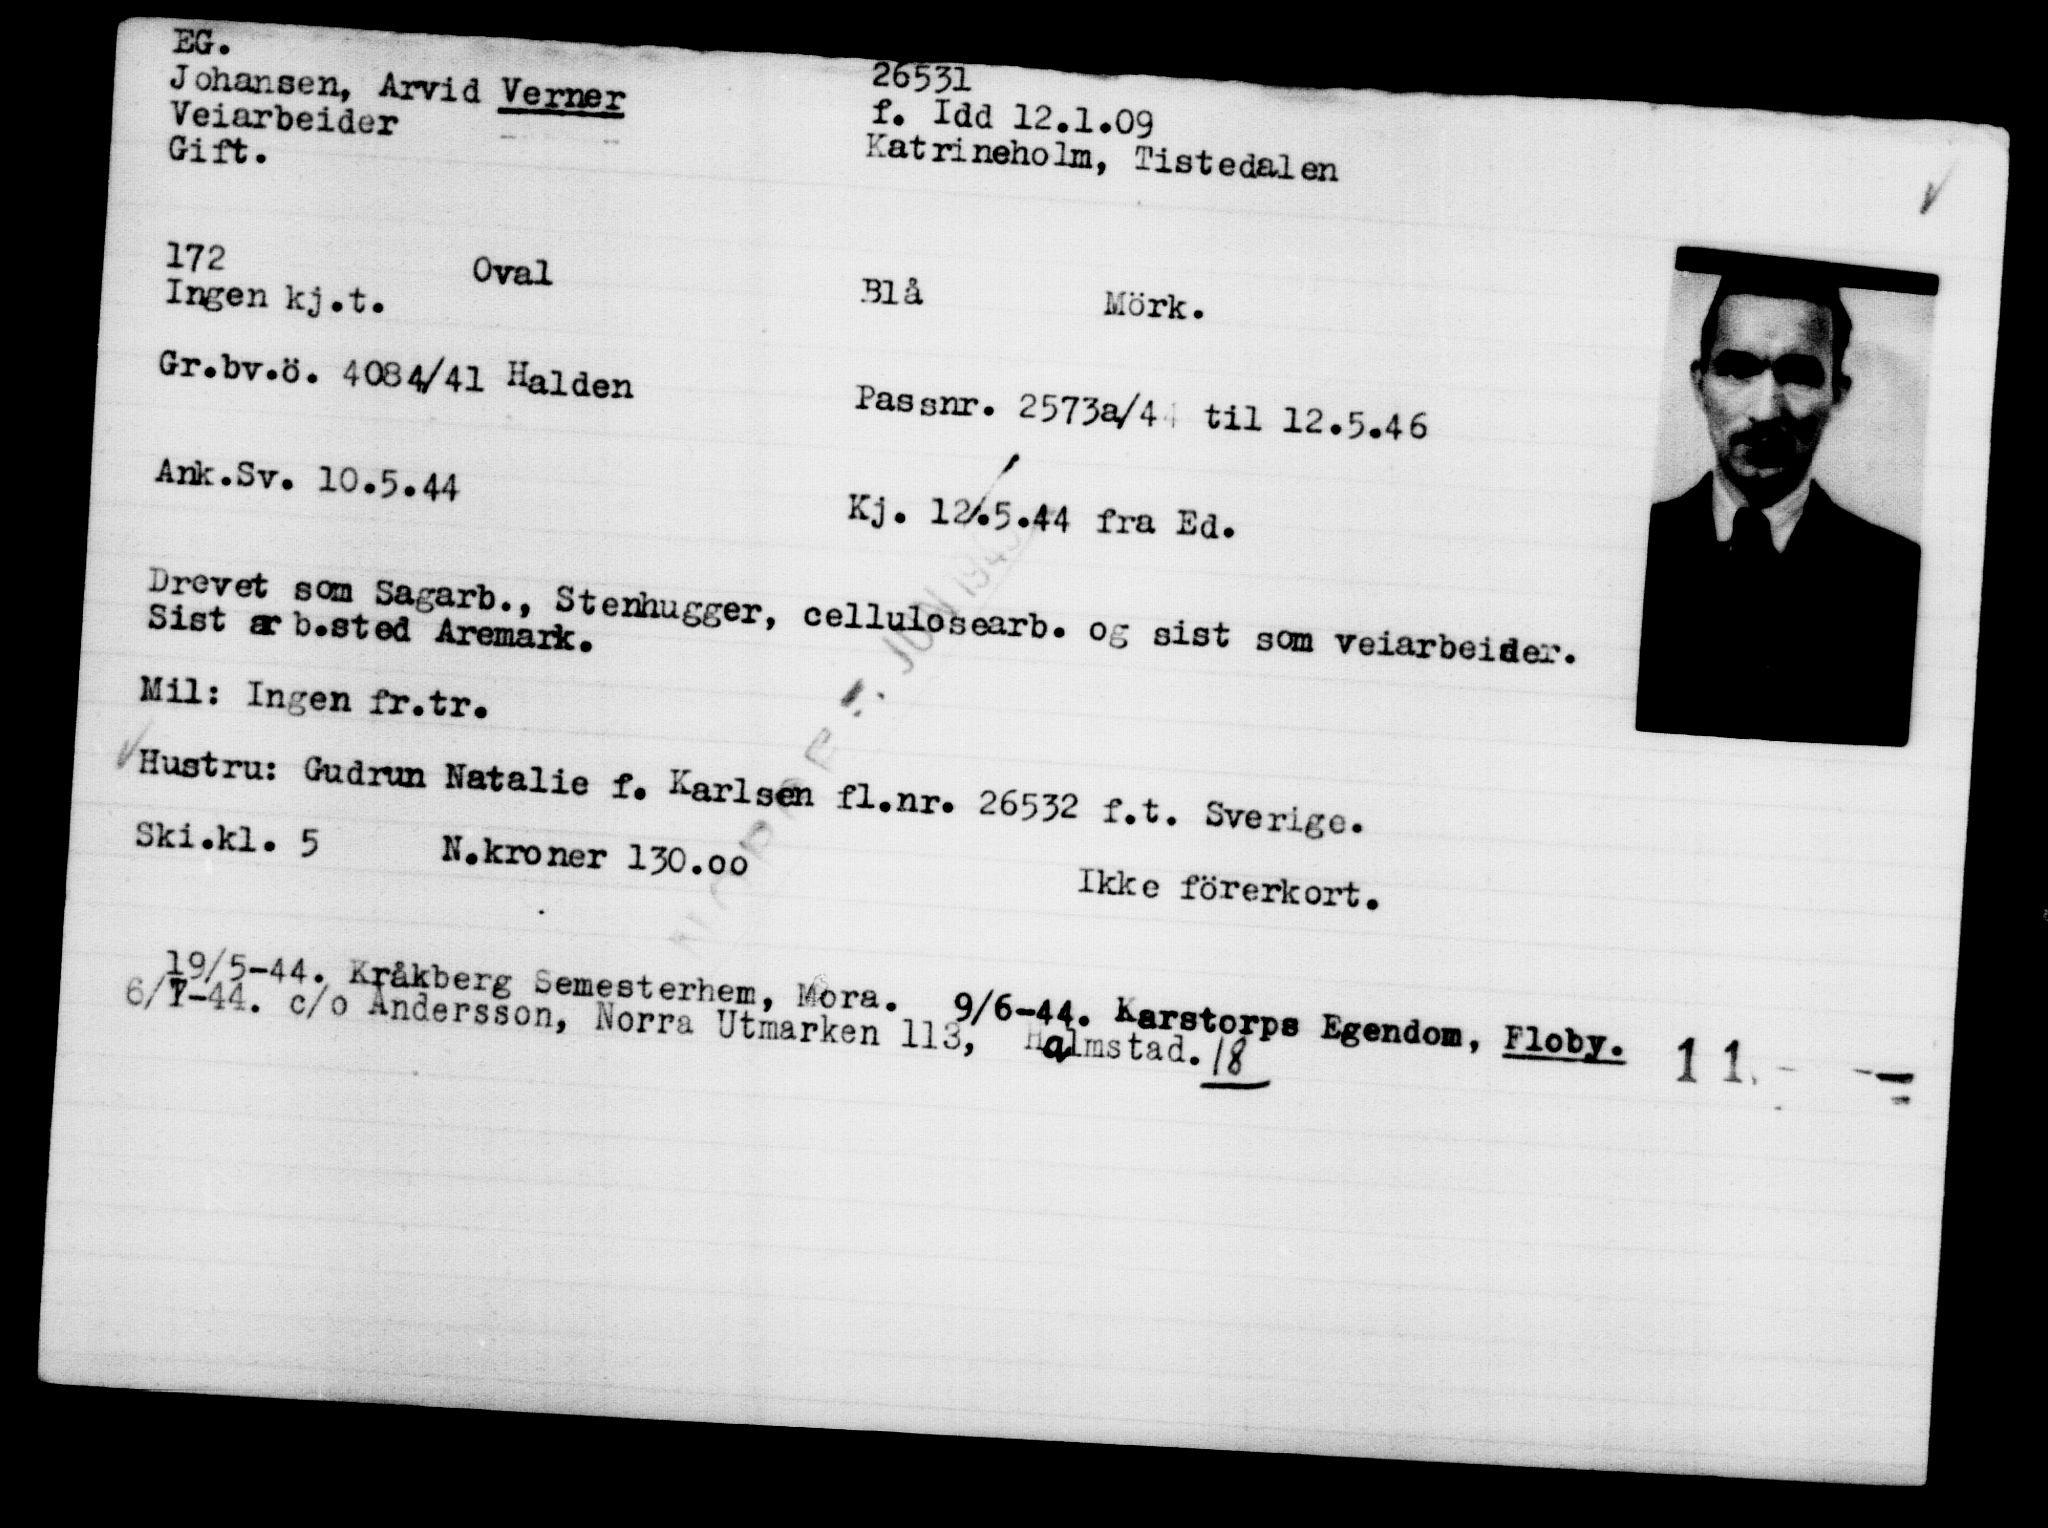 EG.
26531
Johansen, Arvid Verner
f. Idd 12.1.09
Veiarbeider
Katrineholm, Tistedalen
Gift.
172 Oval Blå Mörk.
Ingen kj.t.
Gr.bv.ö. 4084/41 Halden
Passnr. 2573a/44 til 12.5.46
Ank.Sv. 10.5.44
Kj. 12.5.44 fra Ed.
Drevet som Sagarb., Stenhugger, cellulosearb. og sist som veiarbeider.
Sist arb.sted Aremark.
Mil: Ingen fr.tr.
Hustru: Gudrun Natalie f. Karlsen fl.nr. 26532 f.t. Sverige.
Ski.kl. 5 N.kroner 130.oo Ikke förerkort.
JUN 1945
19/5-44. Kråkberg Semesterhem, Mora. 9/6-44. Karstorps Egendom, Floby.
6/7-44. c/o Andersson, Norra Utmarken 113, Halmstad. 18
11